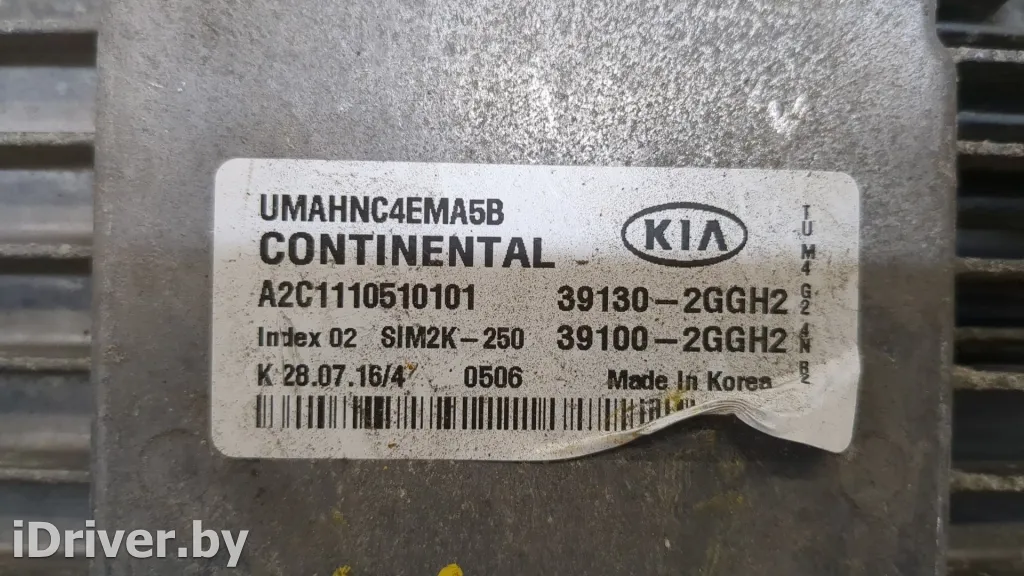 UMAHNC4EMA5B
CONTINENTAL
KIA
A2C1110510101 39130-2GGH2
Index 02 SIM2K-250 39100-2GGH2
K 28.07.16/4 0506 Made In Korea
TUM4G24NB2
iDriver.by